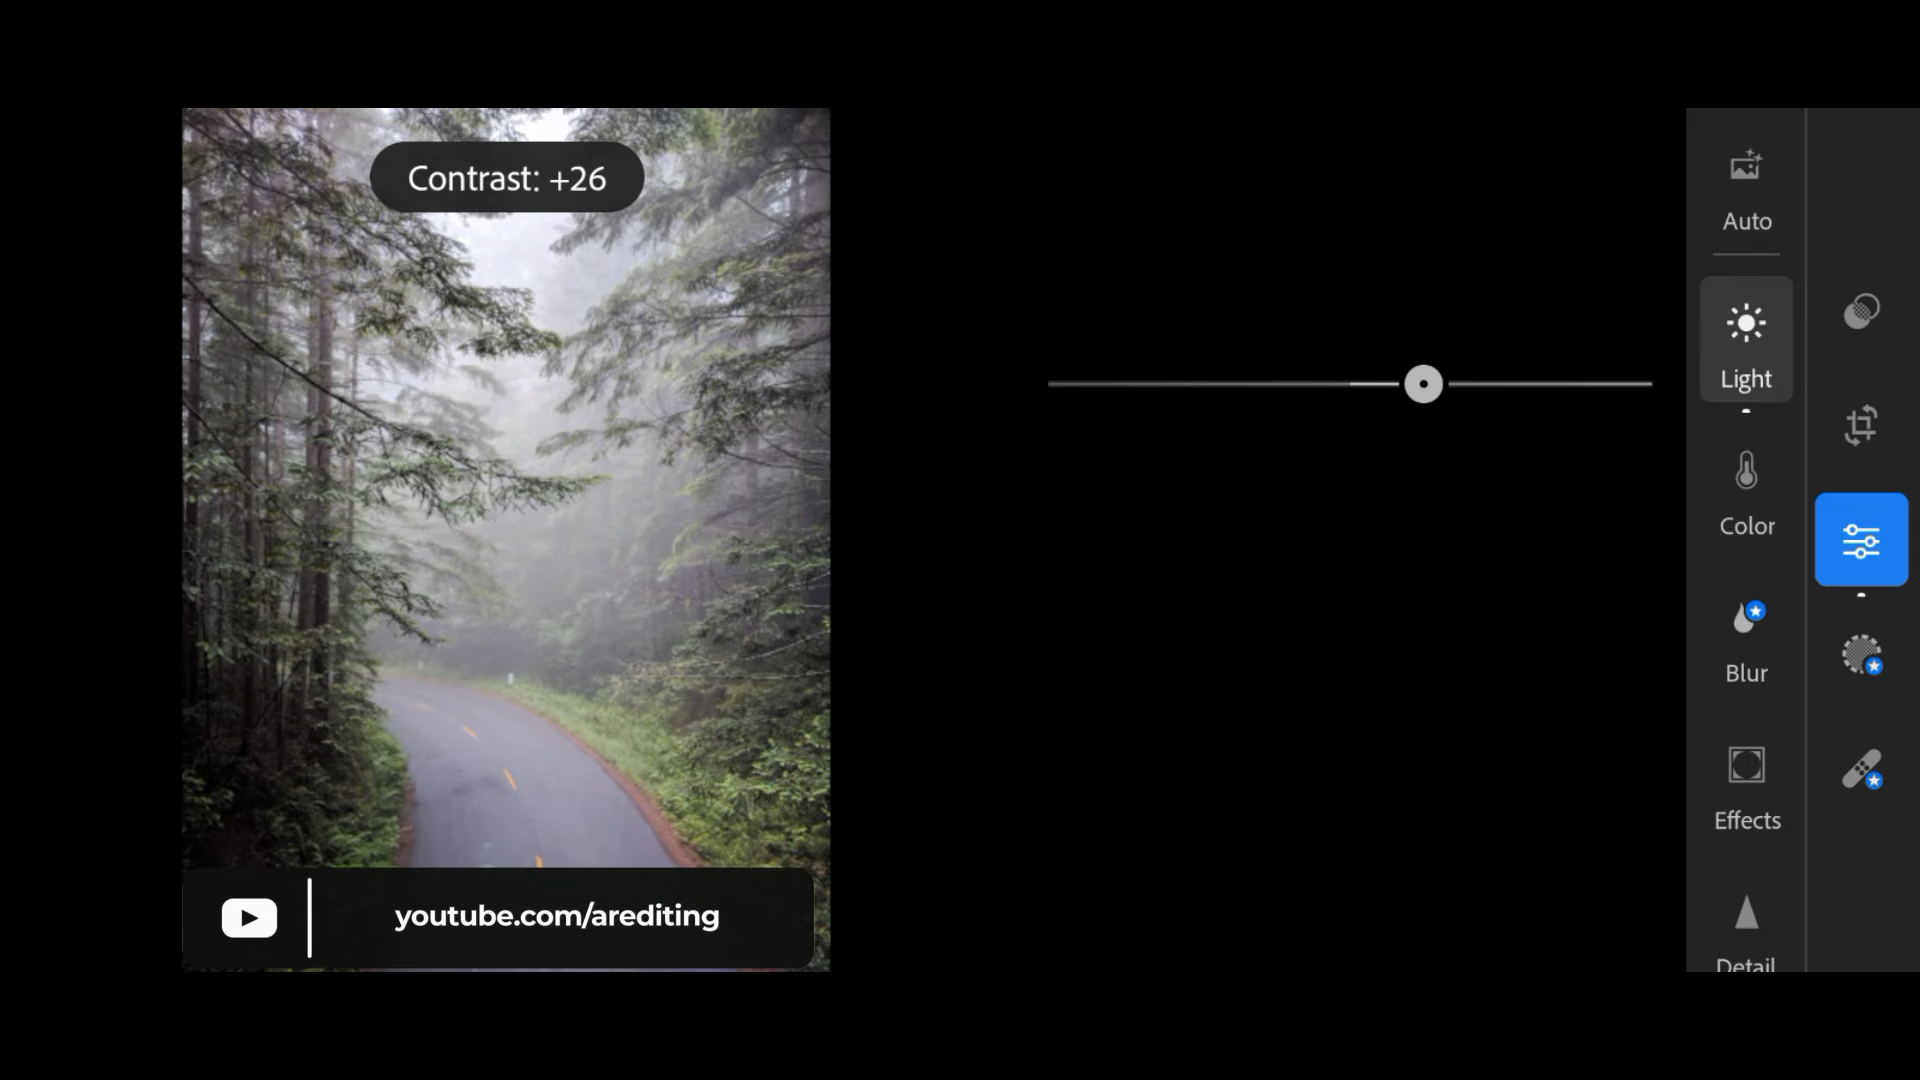 Contrast: +26
Auto
Light
Color
Blur
Effects
Detail
youtube.com/arediting